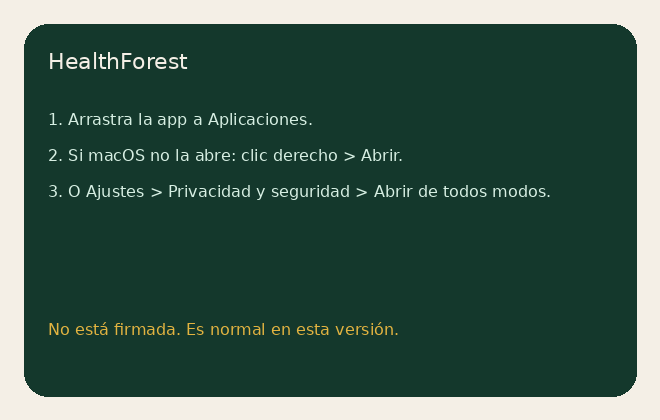 HealthForest
1. Arrastra la app a Aplicaciones.
2. Si macOS no la abre: clic derecho > Abrir.
3. O Ajustes > Privacidad y seguridad > Abrir de todos modos.
No está firmada. Es normal en esta versión.